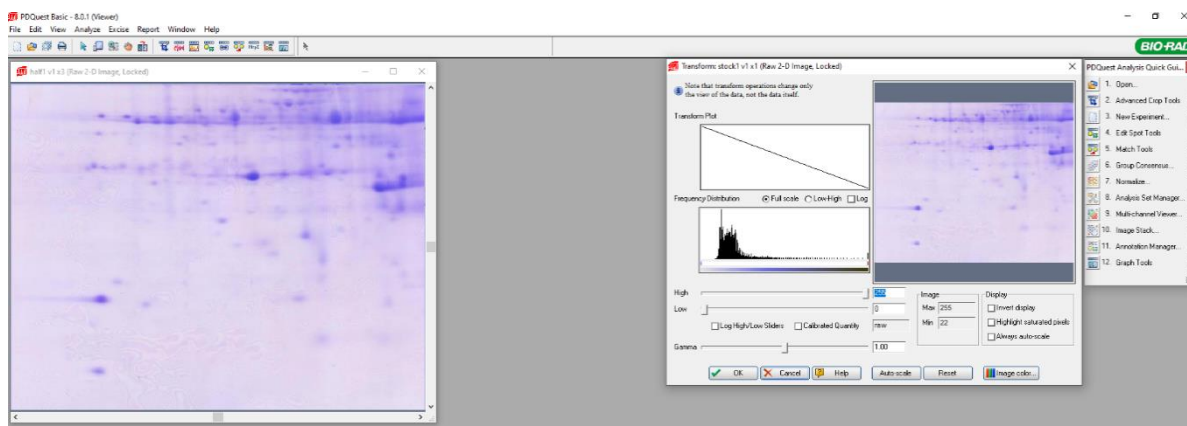 PDQuest Basic - 8.0.1 (Viewer)
File Edit View Analyze Excise Report Window Help
BIO-RAD
half1 v1 x3 (Raw 2-D Image, Locked)
Transform: stock1 v1 x1 (Raw 2-D Image, Locked)
Note that transform operations change only
the view of the data, not the data itself.
Transform Plot
Frequency Distribution Full scale Low-High Log
High 255
Low 0
Log High/Low Sliders Calibrated Quantity raw
Gamma 1.00
Image
Max 255
Min 22
Display
Invert display
Highlight saturated pixels
Always auto-scale
OK Cancel Help Auto-scale Reset Image color...
PDQuest Analysis Quick Gui...
1. Open...
2. Advanced Crop Tools
3. New Experiment...
4. Edit Spot Tools
5. Match Tools
6. Group Consensus...
7. Normalize...
8. Analysis Set Manager...
9. Multi-channel Viewer...
10. Image Stack...
11. Annotation Manager...
12. Graph Tools